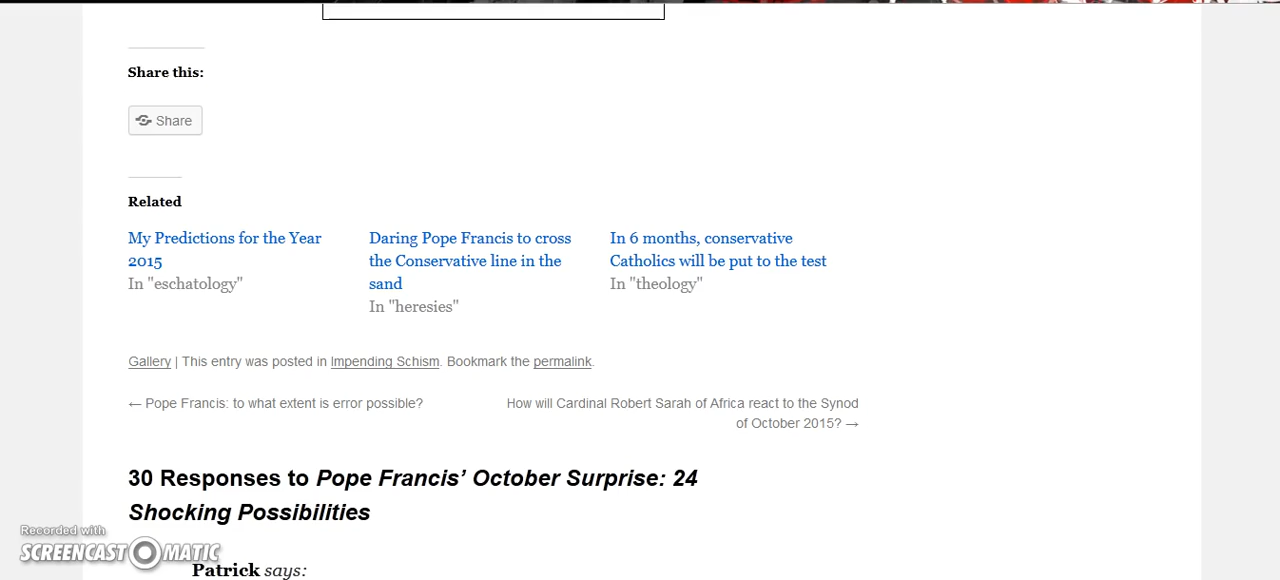 Share this:
Share
Related
My Predictions for the Year
2015
In "eschatology"
Daring Pope Francis to cross
the Conservative line in the
sand
In "heresies"
In 6 months, conservative
Catholics will be put to the test
In "theology"
Gallery | This entry was posted in Impending Schism. Bookmark the permalink.
← Pope Francis: to what extent is error possible?
How will Cardinal Robert Sarah of Africa react to the Synod
of October 2015? →
30 Responses to Pope Francis’ October Surprise: 24
Shocking Possibilities
Patrick says:
Recorded with
SCREENCAST MATIC